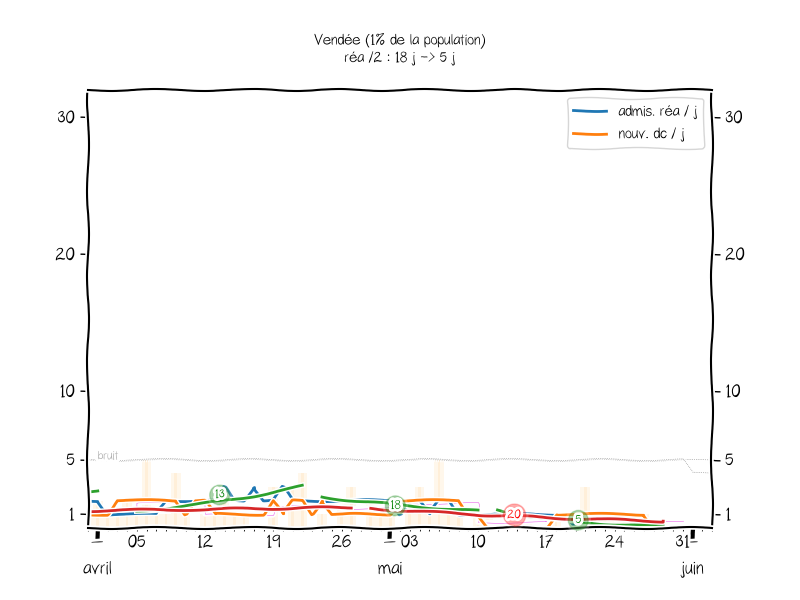 Vendée (1% de la population)
réa /2 : 18 j -> 5 j
admis. réa / j
nouv. dc / j
30
30
20
20
10
10
bruit
5
5
13
18
20
5
1
1
05 12 19 26 03 10 17 24 31
avril mai juin